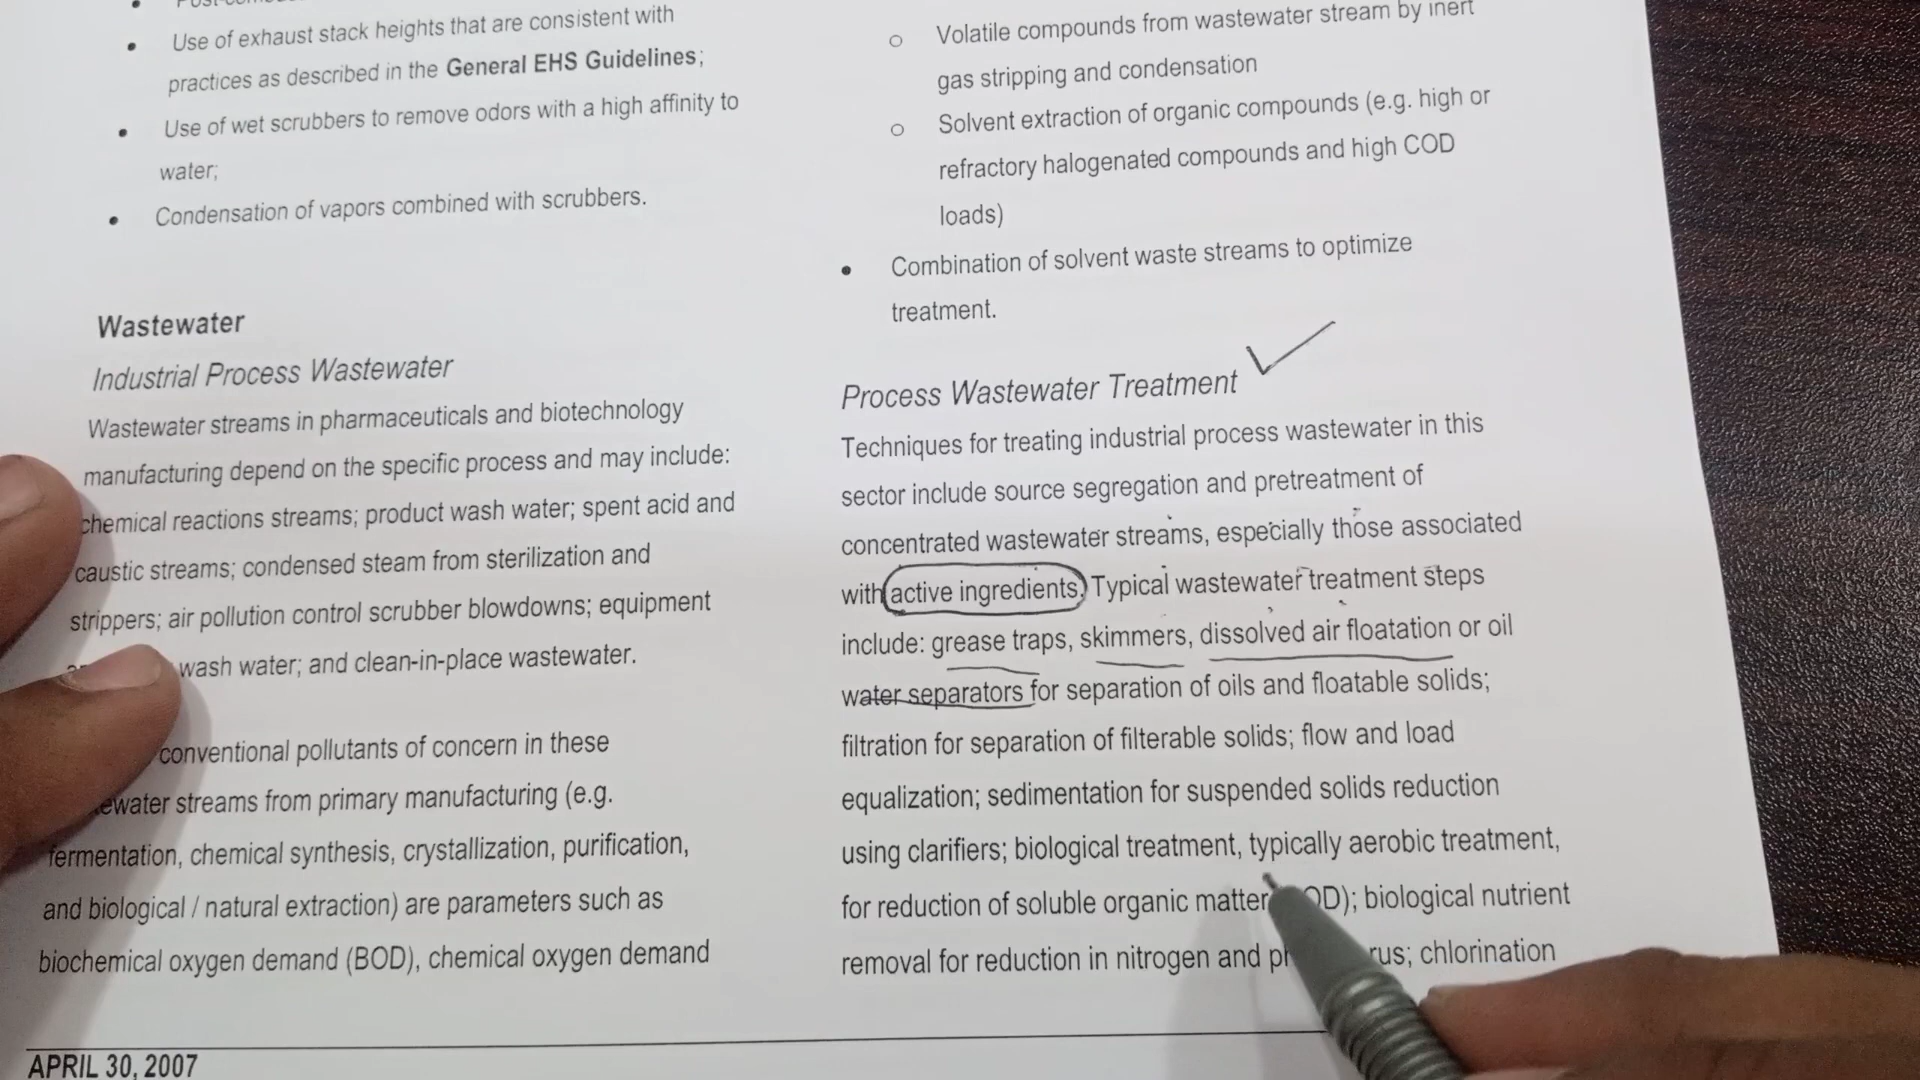 Use of exhaust stack heights that are consistent with
practices as described in the General EHS Guidelines;
Use of wet scrubbers to remove odors with a high affinity to
water;
Condensation of vapors combined with scrubbers.
Wastewater
Industrial Process Wastewater
Wastewater streams in pharmaceuticals and biotechnology
manufacturing depend on the specific process and may include:
chemical reactions streams; product wash water; spent acid and
caustic streams; condensed steam from sterilization and
strippers; air pollution control scrubber blowdowns; equipment
wash water; and clean-in-place wastewater.
conventional pollutants of concern in these
ewater streams from primary manufacturing (e.g.
fermentation, chemical synthesis, crystallization, purification,
and biological / natural extraction) are parameters such as
biochemical oxygen demand (BOD), chemical oxygen demand
APRIL 30, 2007
Volatile compounds from wastewater stream by inert
gas stripping and condensation
Solvent extraction of organic compounds (e.g. high or
refractory halogenated compounds and high COD
loads)
Combination of solvent waste streams to optimize
treatment.
Process Wastewater Treatment
Techniques for treating industrial process wastewater in this
sector include source segregation and pretreatment of
concentrated wastewater streams, especially those associated
with active ingredients. Typical wastewater treatment steps
include: grease traps, skimmers, dissolved air floatation or oil
water separators for separation of oils and floatable solids;
filtration for separation of filterable solids; flow and load
equalization; sedimentation for suspended solids reduction
using clarifiers; biological treatment, typically aerobic treatment,
for reduction of soluble organic matter OD); biological nutrient
removal for reduction in nitrogen and ph rus; chlorination